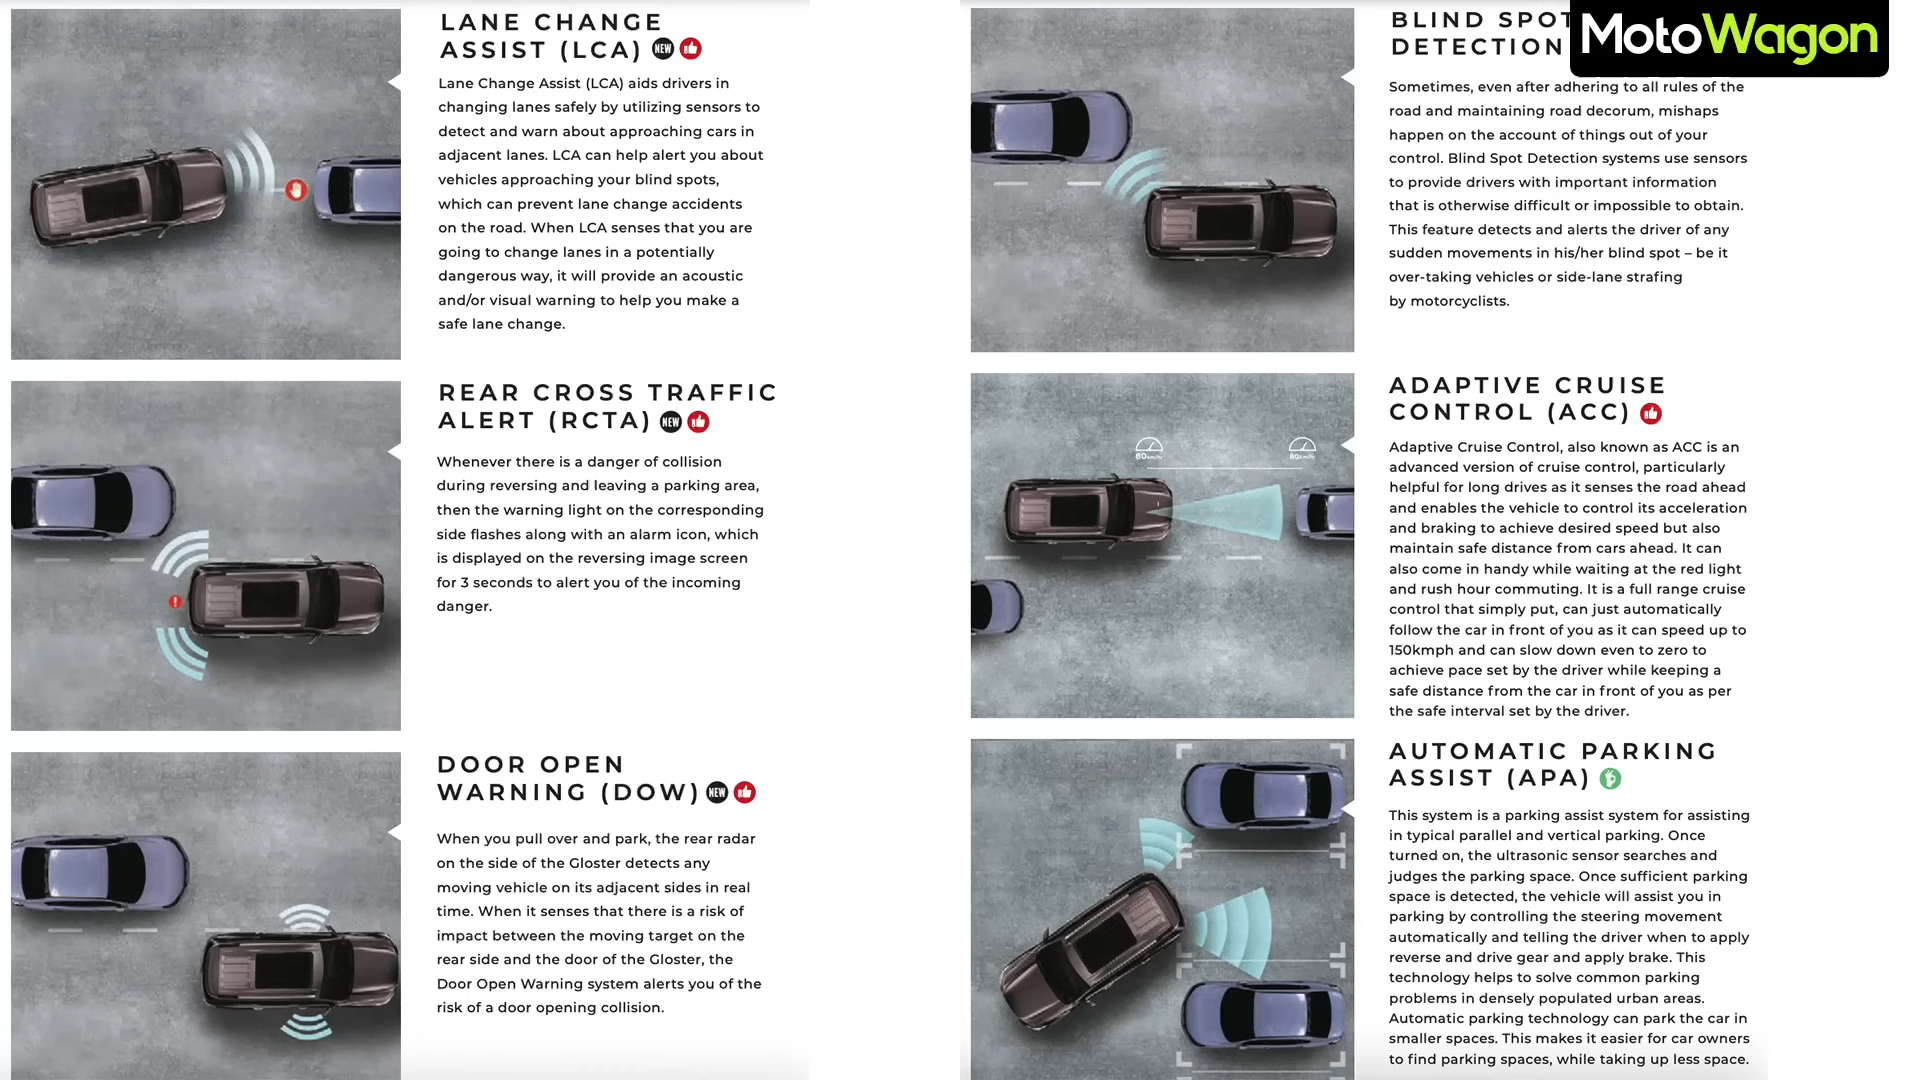 LANE CHANGE
ASSIST (LCA) NEW
Lane Change Assist (LCA) aids drivers in
changing lanes safely by utilizing sensors to
detect and warn about approaching cars in
adjacent lanes. LCA can help alert you about
vehicles approaching your blind spots,
which can prevent lane change accidents
on the road. When LCA senses that you are
going to change lanes in a potentially
dangerous way, it will provide an acoustic
and/or visual warning to help you make a
safe lane change.
REAR CROSS TRAFFIC
ALERT (RCTA) NEW
Whenever there is a danger of collision
during reversing and leaving a parking area,
then the warning light on the corresponding
side flashes along with an alarm icon, which
is displayed on the reversing image screen
for 3 seconds to alert you of the incoming
danger.
DOOR OPEN
WARNING (DOW) NEW
When you pull over and park, the rear radar
on the side of the Gloster detects any
moving vehicle on its adjacent sides in real
time. When it senses that there is a risk of
impact between the moving target on the
rear side and the door of the Gloster, the
Door Open Warning system alerts you of the
risk of a door opening collision.
MotoWagon
BLIND SPOT
DETECTION
Sometimes, even after adhering to all rules of the
road and maintaining road decorum, mishaps
happen on the account of things out of your
control. Blind Spot Detection systems use sensors
to provide drivers with important information
that is otherwise difficult or impossible to obtain.
This feature detects and alerts the driver of any
sudden movements in his/her blind spot – be it
over-taking vehicles or side-lane strafing
by motorcyclists.
80km/hr 80km/hr
ADAPTIVE CRUISE
CONTROL (ACC)
Adaptive Cruise Control, also known as ACC is an
advanced version of cruise control, particularly
helpful for long drives as it senses the road ahead
and enables the vehicle to control its acceleration
and braking to achieve desired speed but also
maintain safe distance from cars ahead. It can
also come in handy while waiting at the red light
and rush hour commuting. It is a full range cruise
control that simply put, can just automatically
follow the car in front of you as it can speed up to
150kmph and can slow down even to zero to
achieve pace set by the driver while keeping a
safe distance from the car in front of you as per
the safe interval set by the driver.
AUTOMATIC PARKING
ASSIST (APA)
This system is a parking assist system for assisting
in typical parallel and vertical parking. Once
turned on, the ultrasonic sensor searches and
judges the parking space. Once sufficient parking
space is detected, the vehicle will assist you in
parking by controlling the steering movement
automatically and telling the driver when to apply
reverse and drive gear and apply brake. This
technology helps to solve common parking
problems in densely populated urban areas.
Automatic parking technology can park the car in
smaller spaces. This makes it easier for car owners
to find parking spaces, while taking up less space.